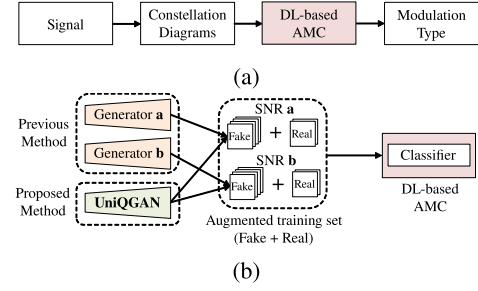 Signal
Constellation
Diagrams
DL-based
AMC
Modulation
Type
(a)
Previous
Method
Generator a
Generator b
Proposed
Method
UniQGAN
SNR a
Fake + Real
SNR b
Fake + Real
Augmented training set
(Fake + Real)
Classifier
DL-based
AMC
(b)